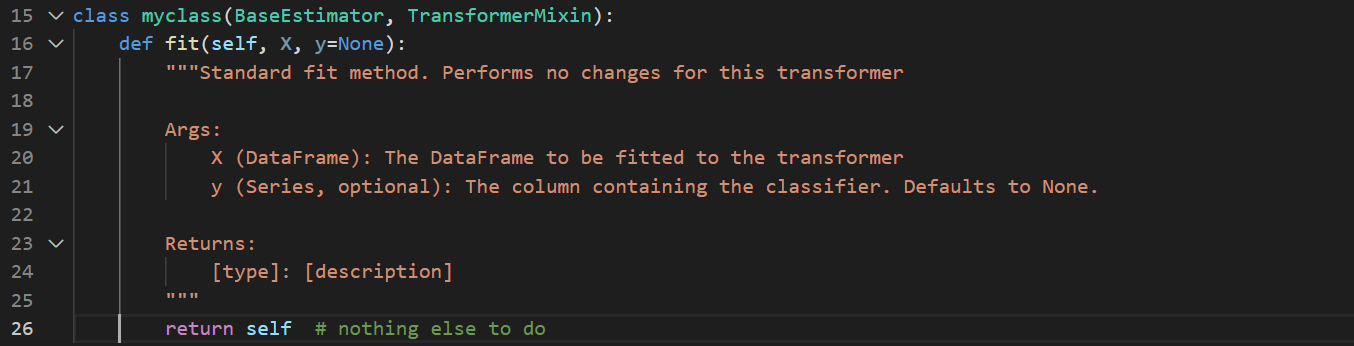 15 class myclass(BaseEstimator, TransformerMixin):
16     def fit(self, X, y=None):
17         """Standard fit method. Performs no changes for this transformer
18
19         Args:
20             X (DataFrame): The DataFrame to be fitted to the transformer
21             y (Series, optional): The column containing the classifier. Defaults to None.
22
23         Returns:
24             [type]: [description]
25         """
26         return self  # nothing else to do